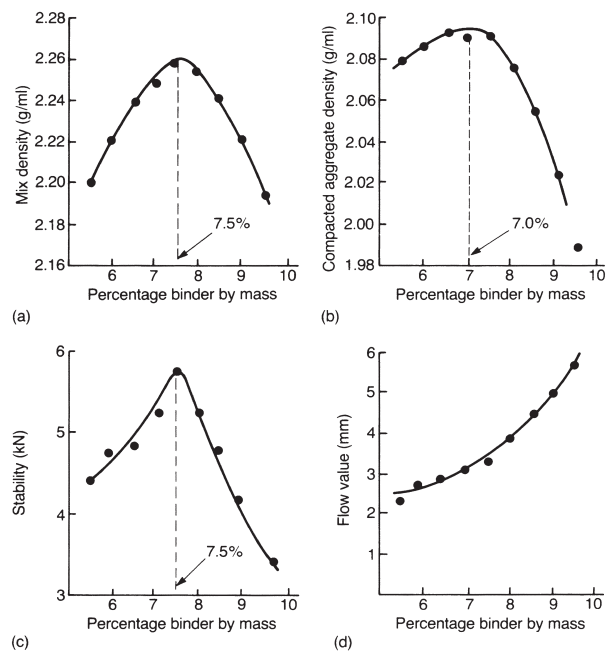 2.28
2.26
2.24
2.22
2.20
2.18
2.16
Mix density (g/ml)
7.5%
6 7 8 9 10
Percentage binder by mass
(a)
2.10
2.08
2.06
2.04
2.02
2.00
1.98
Compacted aggregate density (g/ml)
7.0%
6 7 8 9 10
Percentage binder by mass
(b)
6
5
4
3
Stability (kN)
7.5%
6 7 8 9 10
Percentage binder by mass
(c)
6
5
4
3
2
1
Flow value (mm)
6 7 8 9 10
Percentage binder by mass
(d)